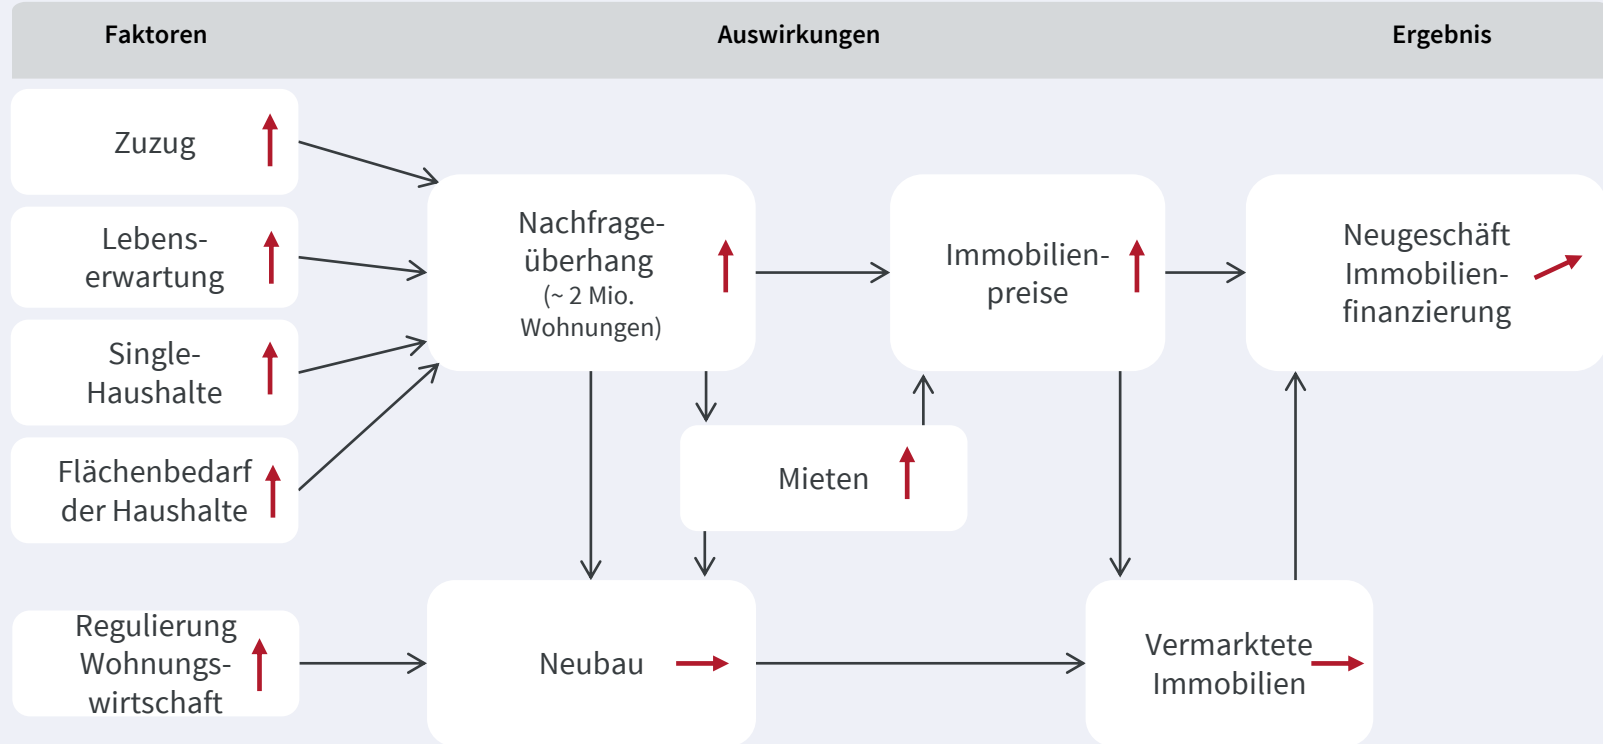 Faktoren
Auswirkungen
Ergebnis
Zuzug
Lebens-
erwartung
Single-
Haushalte
Flächenbedarf
der Haushalte
Regulierung
Wohnungs-
wirtschaft
Nachfrage-
überhang
(~ 2 Mio.
Wohnungen)
Immobilien-
preise
Mieten
Neubau
Neugeschäft
Immobilien-
finanzierung
Vermarktete
Immobilien